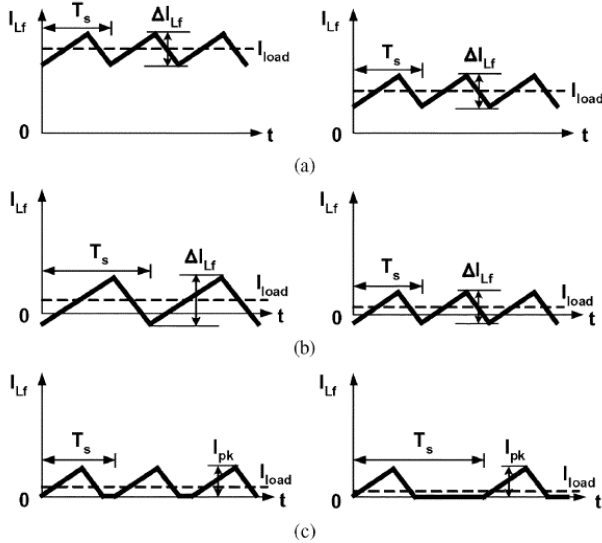 I_Lf T_s ΔI_Lf I_load 0 t
I_Lf T_s ΔI_Lf I_load 0 t
(a)
I_Lf T_s ΔI_Lf I_load 0 t
I_Lf T_s ΔI_Lf I_load 0 t
(b)
I_Lf T_s I_pk I_load 0 t
I_Lf T_s I_pk I_load 0 t
(c)